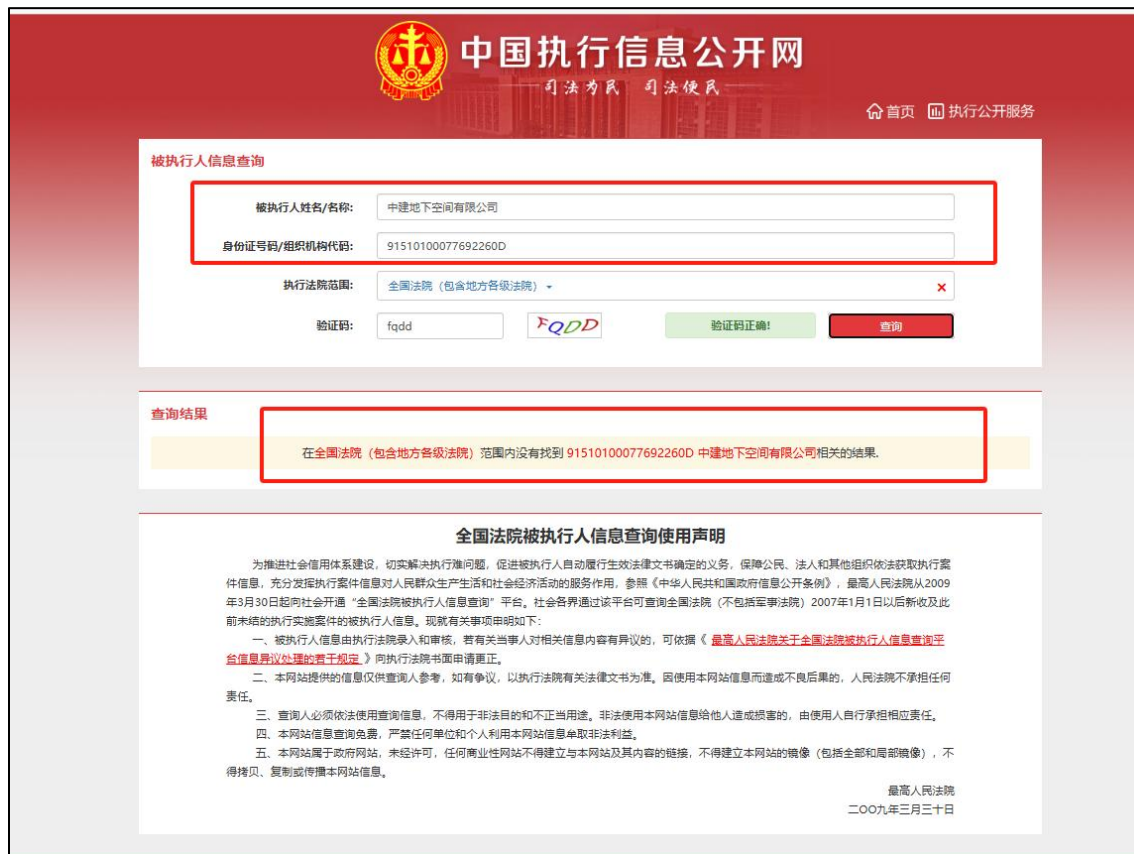 中国执行信息公开网
司法为民 司法便民
首页 执行公开服务
被执行人信息查询
被执行人姓名/名称: 中建地下空间有限公司
身份证号码/组织机构代码: 91510100077692260D
执行法院范围: 全国法院（包含地方各级法院）
验证码: fqdd FQDD 验证码正确! 查询
查询结果
在全国法院（包含地方各级法院）范围内没有找到 91510100077692260D 中建地下空间有限公司相关的结果.
全国法院被执行人信息查询使用声明
为推进社会信用体系建设，切实解决执行难问题，促进被执行人自动履行生效法律文书确定的义务，保障公民、法人和其他组织依法获取执行案
件信息，充分发挥执行案件信息对人民群众生产生活和社会经济活动的服务作用，参照《中华人民共和国政府信息公开条例》，最高人民法院从2009
年3月30日起向社会开通“全国法院被执行人信息查询”平台。社会各界通过该平台可查询全国法院（不包括军事法院）2007年1月1日以后新收及此
前未结的执行实施案件的被执行人信息。现就有关事项申明如下：
一、被执行人信息由执行法院录入和审核，若有关当事人对相关信息内容有异议的，可依据《 最高人民法院关于全国法院被执行人信息查询平
台信息异议处理的若干规定 》向执行法院书面申请更正。
二、本网站提供的信息仅供查询人参考，如有争议，以执行法院有关法律文书为准。因使用本网站信息而造成不良后果的，人民法院不承担任何
责任。
三、查询人必须依法使用查询信息，不得用于非法目的和不正当用途。非法使用本网站信息给他人造成损害的，由使用人自行承担相应责任。
四、本网站信息查询免费，严禁任何单位和个人利用本网站信息牟取非法利益。
五、本网站属于政府网站，未经许可，任何商业性网站不得建立与本网站及其内容的链接，不得建立本网站的镜像（包括全部和局部镜像），不
得拷贝、复制或传播本网站信息。
最高人民法院
二〇〇九年三月三十日